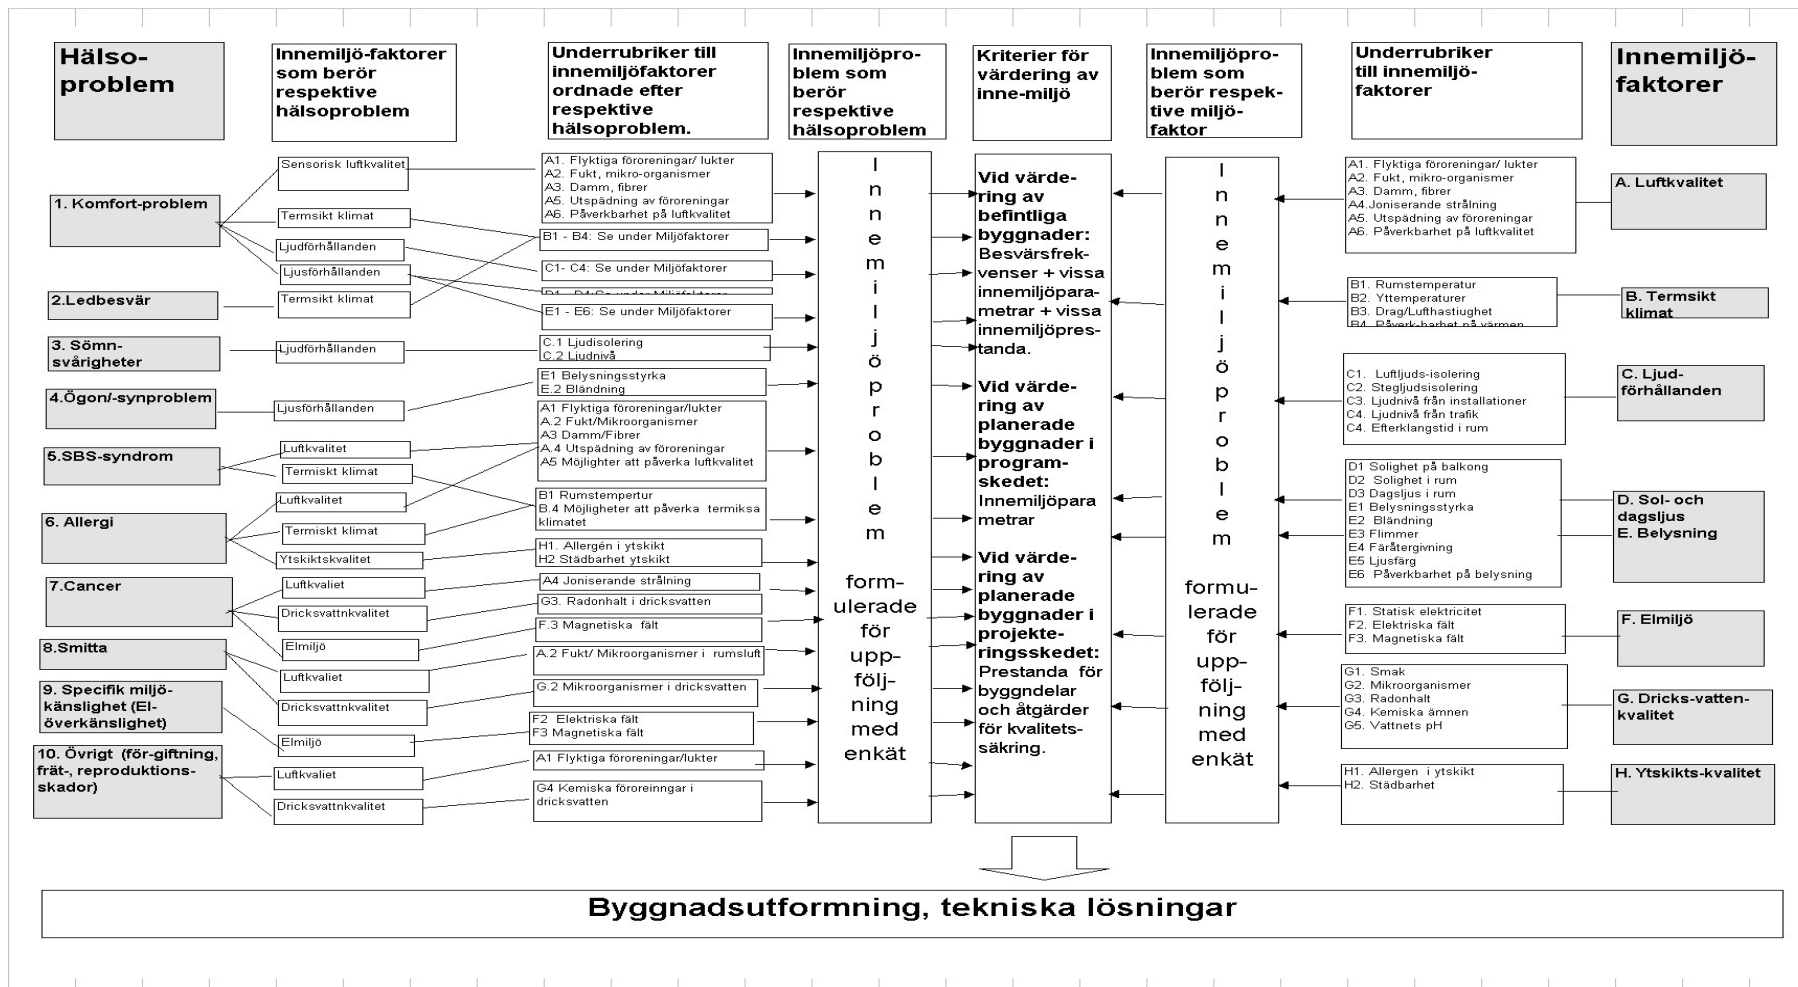 Hälso-
problem
Innemiljö-faktorer
som berör
respektive
hälsoproblem
Underrubriker till
innemiljöfaktorer
ordnade efter
respektive
hälsoproblem.
Innemiljöpro-
blem som
berör
respektive
hälsoproblem
Kriterier för
värdering av
inne-miljö
Innemiljöpro-
blem som
berör respek-
tive miljö-
faktor
Underrubriker
till innemiljö-
faktorer
Innemiljö-
faktorer
1. Komfort-problem
2.Ledbesvär
3. Sömn-
svårigheter
4.Ögon/-synproblem
5.SBS-syndrom
6. Allergi
7.Cancer
8.Smitta
9. Specifik miljö-
känslighet (El-
överkänslighet)
10. Övrigt (för-giftning,
frät-, reproduktions-
skador)
Sensorisk luftkvalitet
Termsikt klimat
Ljudförhållanden
Ljusförhållanden
Termsikt klimat
Ljudförhållanden
Ljusförhållanden
Luftkvalitet
Termiskt klimat
Luftkvalitet
Termiskt klimat
Ytskiktskvalitet
Luftkvaliet
Dricksvattnkvalitet
Elmiljö
Luftkvaliet
Dricksvattnkvalitet
Elmiljö
Luftkvaliet
Dricksvattnkvalitet
A1. Flyktiga föroreningar/ lukter
A2. Fukt, mikro-organismer
A3. Damm, fibrer
A5. Utspädning av föroreningar
A6. Påverkbarhet på luftkvalitet
B1 - B4: Se under Miljöfaktorer
C1- C4: Se under Miljöfaktorer
D1 - D4:Se under Miljöfaktorer
E1 - E6: Se under Miljöfaktorer
C.1 Ljudisolering
C.2 Ljudnivå
E1 Belysningsstyrka
E.2 Bländning
A1 Flyktiga föroreningar/lukter
A.2 Fukt/Mikroorganismer
A3 Damm/Fibrer
A.4 Utspädning av föroreningar
A5 Möjlighter att påverka luftkvalitet
B1 Rumstempertur
B.4 Möjligheter att påverka termiksa
klimatet
H1. Allergén i ytskikt
H2 Städbarhet ytskikt
A4 Joniserande strålning
G3. Radonhalt i dricksvatten
F.3 Magnetiska fält
A.2 Fukt/ Mikroorganismer i rumsluft
G.2 Mikroorganismer i dricksvatten
F2 Elektriska fält
F3 Magnetiska fält
A1 Flyktiga föroreningar/lukter
G4 Kemiska föroreinngar i
dricksvatten
Innemiljöproblem
form-
ulerade
för
upp-
följ-
ning
med
enkät
Vid värde-
ring av
befintliga
byggnader:
Besvärsfrek-
venser + vissa
innemiljöpara-
metrar + vissa
innemiljöpres-
tanda.
Vid värde-
ring av
planerade
byggnader i
program-
skedet:
Innemiljöpara
metrar
Vid värde-
ring av
planerade
byggnader i
projekte-
ringsskedet:
Prestanda för
byggndelar
och åtgärder
för kvalitets-
säkring.
Innemiljöproblem
formu-
lerade
för
upp-
följ-
ning
med
enkät
A1. Flyktiga föroreningar/ lukter
A2. Fukt, mikro-organismer
A3. Damm, fibrer
A4.Joniserande strålning
A5. Utspädning av föroreningar
A6. Påverkbarhet på luftkvalitet
B1. Rumstemperatur
B2. Yttemperaturer
B3. Drag/Lufthastiughet
B4. Påverk-barhet på värmen
C1. Luftljuds-isolering
C2. Stegljudsisolering
C3. Ljudnivå från installationer
C4. Ljudnivå från trafik
C4. Efterklangstid i rum
D1 Solighet på balkong
D2 Solighet i rum
D3 Dagsljus i rum
E1 Belysningsstyrka
E2 Bländning
E3 Flimmer
E4 Färåtergivning
E5 Ljusfärg
E6 Påverkbarhet på belysning
F1. Statisk elektricitet
F2. Elektriska fält
F3. Magnetiska fält
G1. Smak
G2. Mikroorganismer
G3. Radonhalt
G4. Kemiska ämnen
G5. Vattnets pH
H1. Allergen i ytskikt
H2. Städbarhet
A. Luftkvalitet
B. Termsikt
klimat
C. Ljud-
förhållanden
D. Sol- och
dagsljus
E. Belysning
F. Elmiljö
G. Dricks-vatten-
kvalitet
H. Ytskikts-kvalitet
Byggnadsutformning, tekniska lösningar